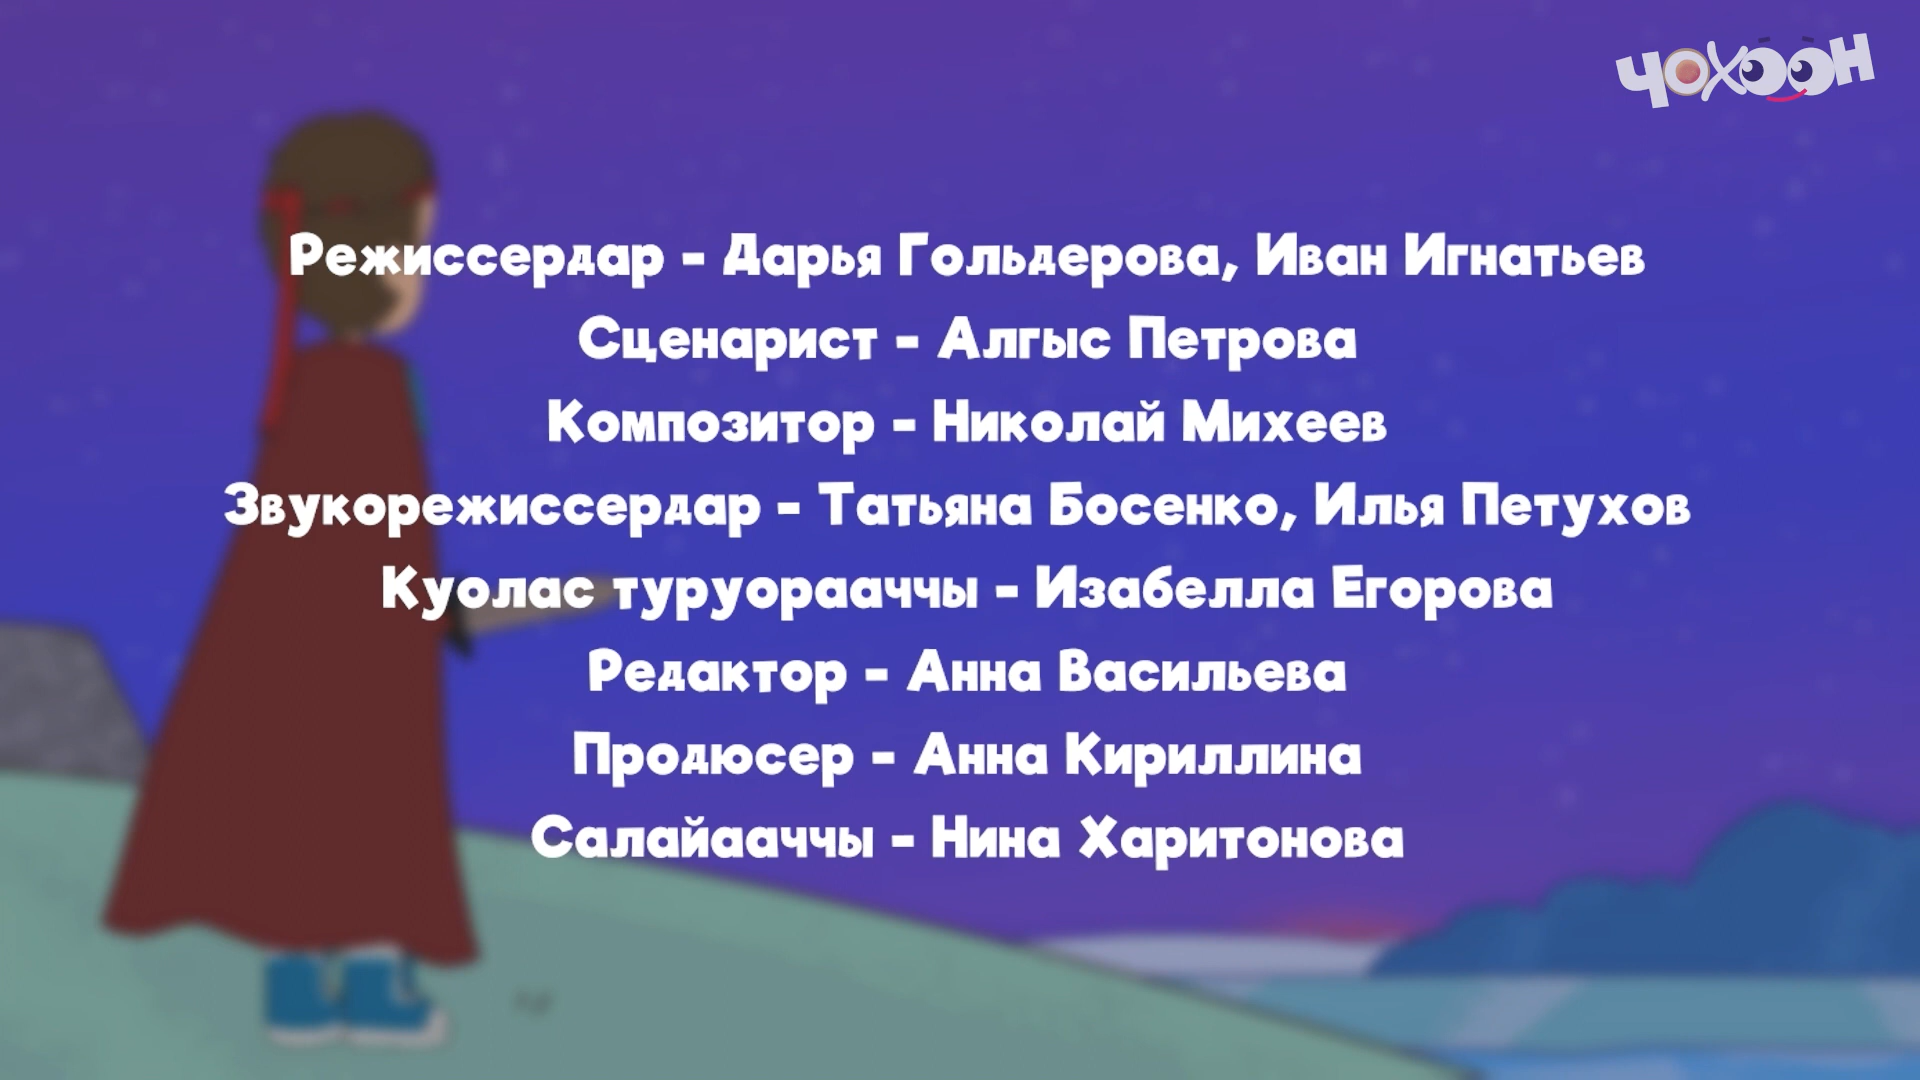 чохоон
Режиссердар - Дарья Гольдерова, Иван Игнатьев
Сценарист - Алгыс Петрова
Композитор - Николай Михеев
Звукорежиссердар - Татьяна Босенко, Илья Петухов
Куолас туруорааччы - Изабелла Егорова
Редактор - Анна Васильева
Продюсер - Анна Кириллина
Салайааччы - Нина Харитонова